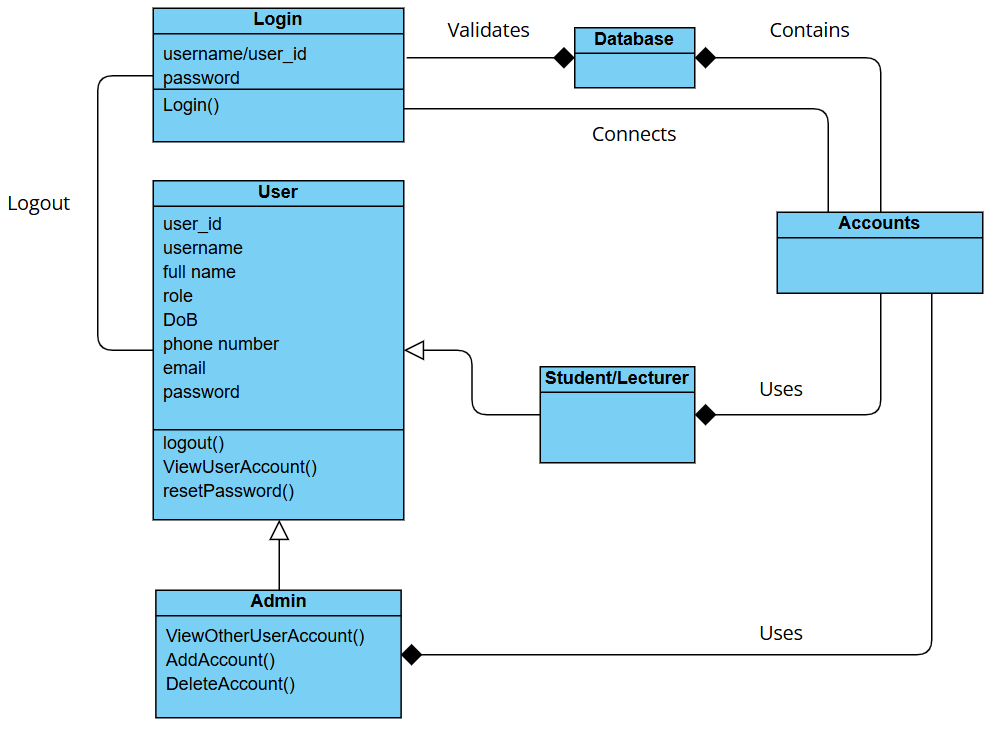 Login
username/user_id
password
Login()
Validates
Database
Contains
Connects
Logout
User
user_id
username
full name
role
DoB
phone number
email
password
logout()
ViewUserAccount()
resetPassword()
Accounts
Student/Lecturer
Uses
Admin
ViewOtherUserAccount()
AddAccount()
DeleteAccount()
Uses